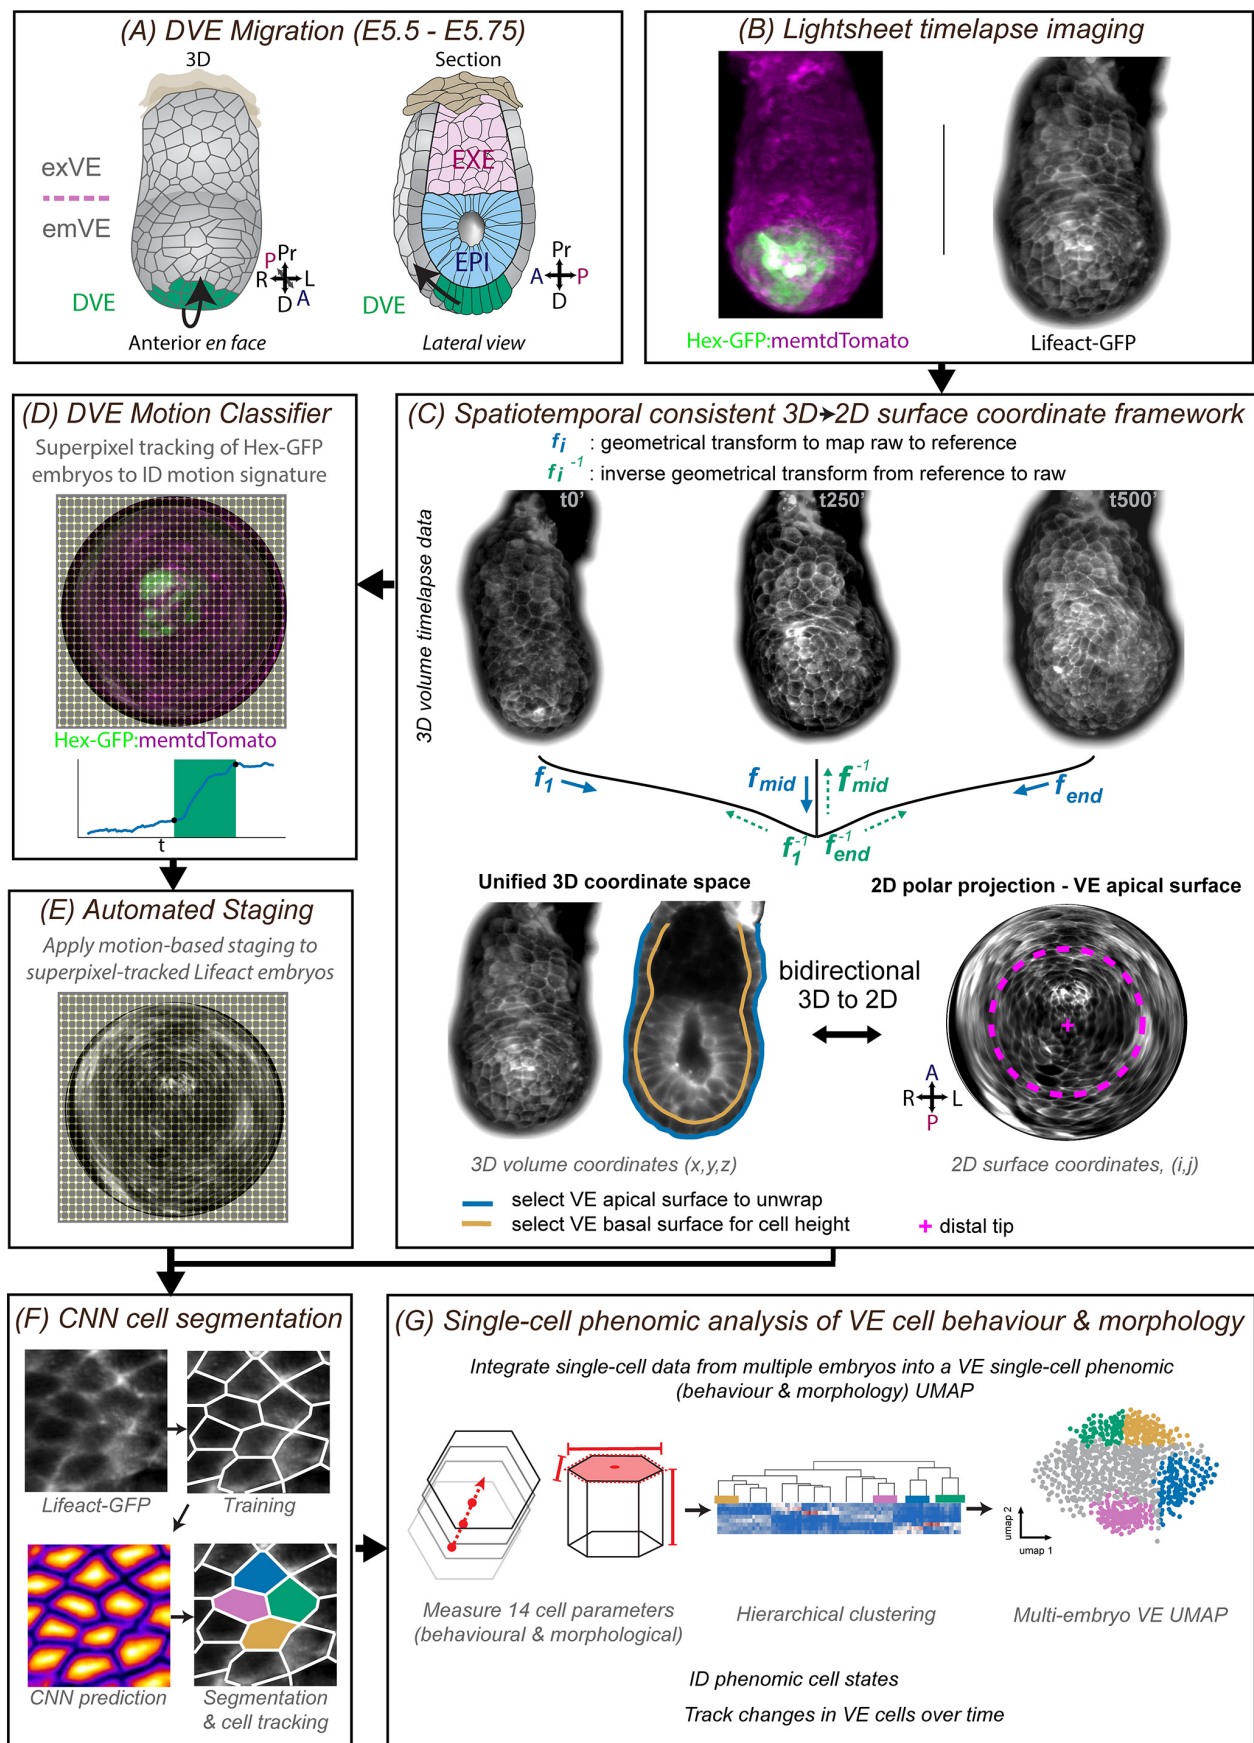 (A) DVE Migration (E5.5 - E5.75)
3D
Section
exVE
emVE
DVE
P Pr
R L
D A
Anterior en face
EXE
EPI
DVE
Pr
A P
D
Lateral view
(B) Lightsheet timelapse imaging
Hex-GFP:memtdTomato
Lifeact-GFP
(C) Spatiotemporal consistent 3D➔2D surface coordinate framework
fi : geometrical transform to map raw to reference
fi-1 : inverse geometrical transform from reference to raw
3D volume timelapse data
t0'
t250'
t500'
f1
fmid
f-1mid
fend
f1-1
f-1end
Unified 3D coordinate space
2D polar projection - VE apical surface
bidirectional
3D to 2D
A
R L
P
3D volume coordinates (x,y,z)
2D surface coordinates, (i,j)
select VE apical surface to unwrap
select VE basal surface for cell height
+ distal tip
(D) DVE Motion Classifier
Superpixel tracking of Hex-GFP
embryos to ID motion signature
Hex-GFP:memtdTomato
t
(E) Automated Staging
Apply motion-based staging to
superpixel-tracked Lifeact embryos
(F) CNN cell segmentation
Lifeact-GFP
Training
CNN prediction
Segmentation
& cell tracking
(G) Single-cell phenomic analysis of VE cell behaviour & morphology
Integrate single-cell data from multiple embryos into a VE single-cell phenomic
(behaviour & morphology) UMAP
Measure 14 cell parameters
(behavioural & morphological)
Hierarchical clustering
umap 2
umap 1
Multi-embryo VE UMAP
ID phenomic cell states
Track changes in VE cells over time